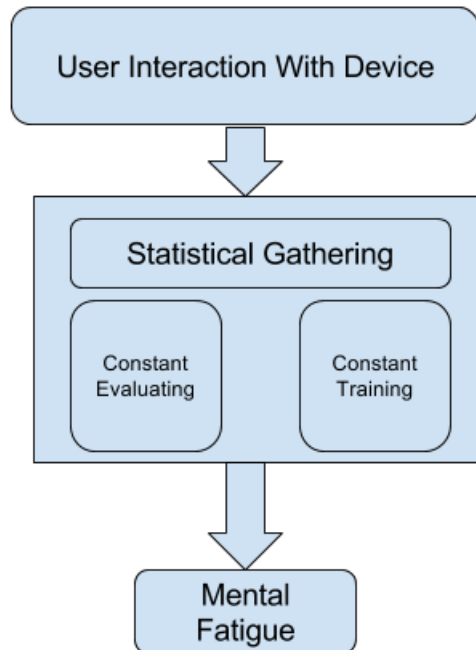 User Interaction With Device
Statistical Gathering
Constant
Evaluating
Constant
Training
Mental
Fatigue